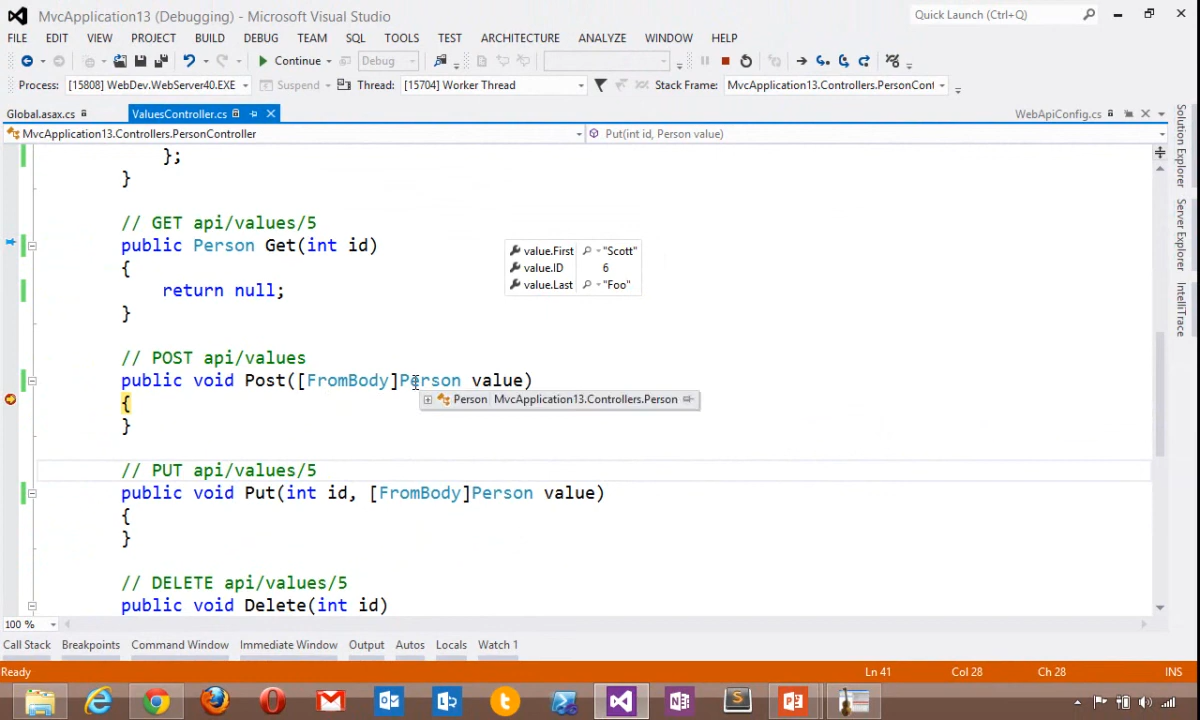 MvcApplication13 (Debugging) - Microsoft Visual Studio
Quick Launch (Ctrl+Q)
FILE EDIT VIEW PROJECT BUILD DEBUG TEAM SQL TOOLS TEST ARCHITECTURE ANALYZE WINDOW HELP
Continue Debug
Process: [15808] WebDev.WebServer40.EXE Suspend Thread: [15704] Worker Thread Stack Frame: MvcApplication13.Controllers.PersonCont
Global.asax.cs ValuesController.cs WebApiConfig.cs
MvcApplication13.Controllers.PersonController Put(int id, Person value)
};
}
// GET api/values/5
public Person Get(int id)
{
return null;
}
value.First "Scott"
value.ID 6
value.Last "Foo"
// POST api/values
public void Post([FromBody]Person value)
Person MvcApplication13.Controllers.Person
{
}
// PUT api/values/5
public void Put(int id, [FromBody]Person value)
{
}
// DELETE api/values/5
public void Delete(int id)
Solution Explorer
Server Explorer
IntelliTrace
100 %
Call Stack Breakpoints Command Window Immediate Window Output Autos Locals Watch 1
Ready Ln 41 Col 28 Ch 28 INS